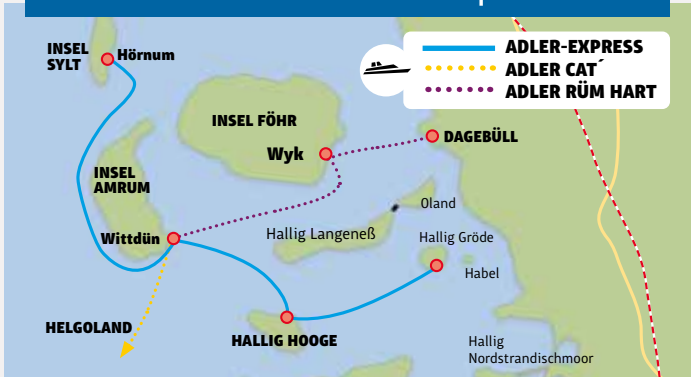 ADLER-EXPRESS
ADLER CAT´
ADLER RÜM HART
INSEL
SYLT
Hörnum
INSEL FÖHR
Wyk
DAGEBÜLL
INSEL
AMRUM
Oland
Wittdün
Hallig Langeneß
Hallig Gröde
Habel
HELGOLAND
HALLIG HOOGE
Hallig
Nordstrandischmoor